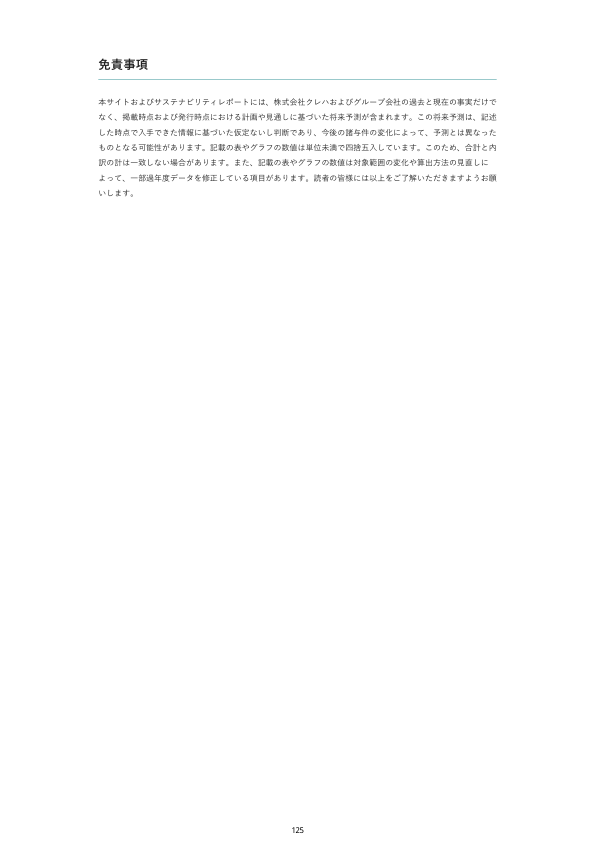 免責事項
本サイトおよびサステナビリティレポートには、株式会社クレハおよびグループ会社の過去と現在の事実だけで
なく、掲載時点および発行時点における計画や見通しに基づいた将来予測が含まれます。この将来予測は、記述
した時点で入手できた情報に基づいた仮定ないし判断であり、今後の諸与件の変化によって、予測とは異なった
ものとなる可能性があります。記載の表やグラフの数値は単位未満で四捨五入しています。このため、合計と内
訳の計は一致しない場合があります。また、記載の表やグラフの数値は対象範囲の変化や算出方法の見直しに
よって、一部過年度データを修正している項目があります。読者の皆様には以上をご了解いただきますようお願
いします。
125